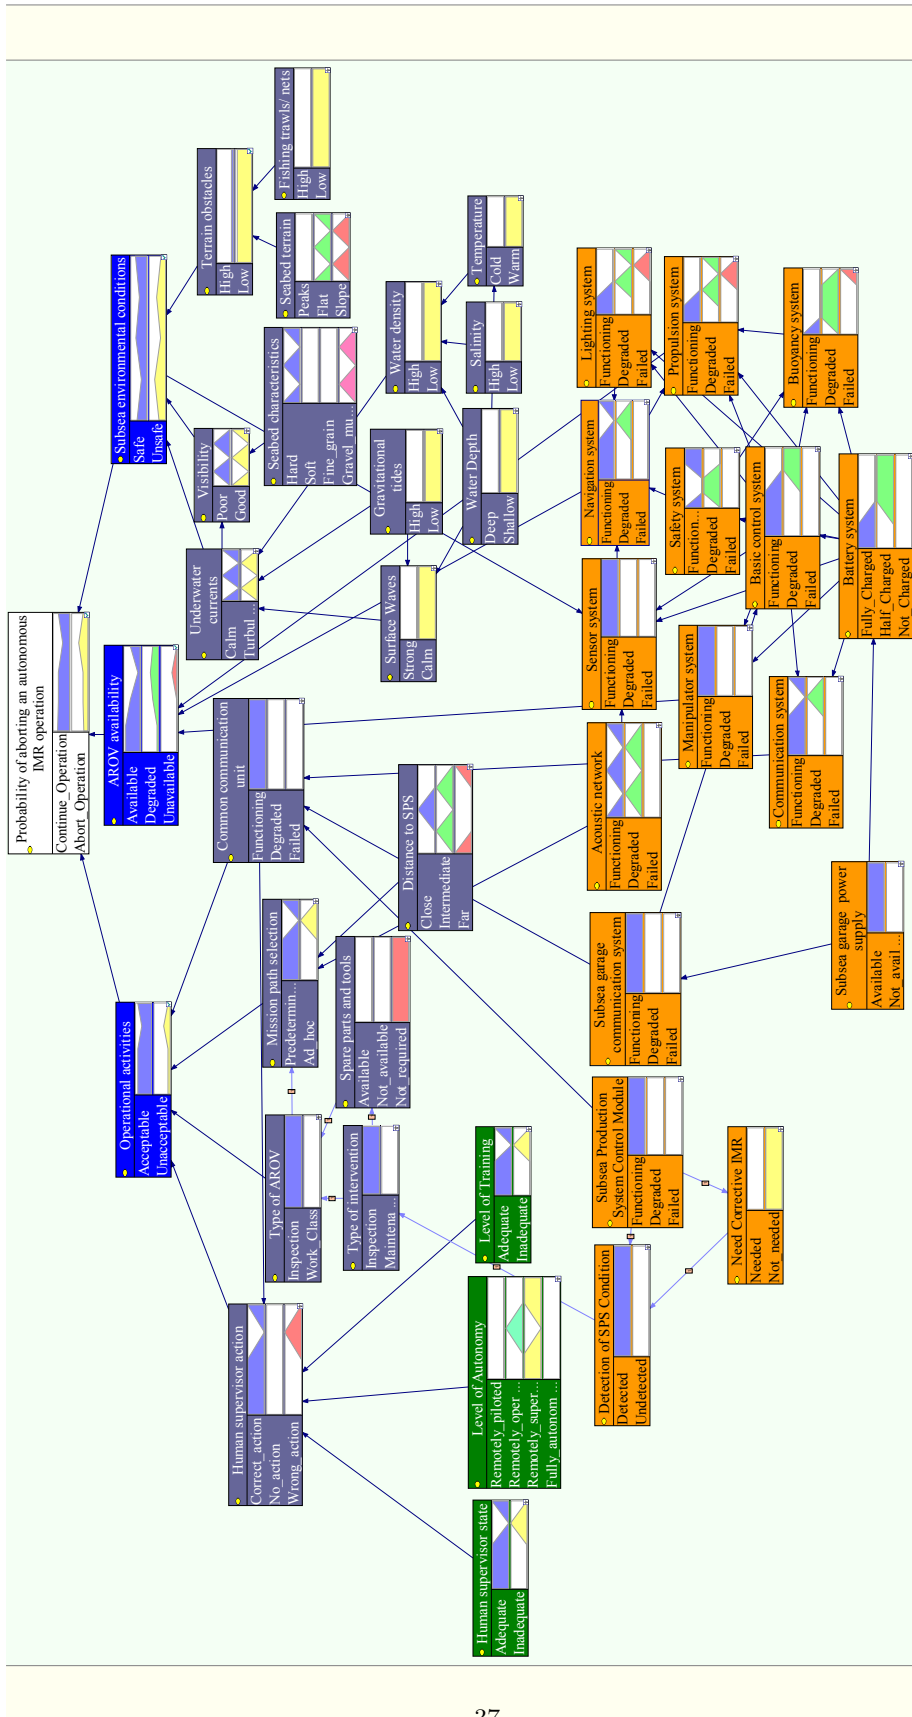 Probability of aborting an autonomous
IMR operation
Continue_Operation
Abort_Operation
Operational activities
Acceptable
Unacceptable
AROV availability
Available
Degraded
Unavailable
Subsea environmental conditions
Safe
Unsafe
Human supervisor action
Correct_action
No_action
Wrong_action
Type of AROV
Inspection
Work_Class
Mission path selection
Predetermin...
Ad_hoc
Common communication
unit
Functioning
Degraded
Failed
Underwater
currents
Calm
Turbul ...
Visibility
Poor
Good
Terrain obstacles
High
Low
Fishing trawls/ nets
High
Low
Seabed terrain
Peaks
Flat
Slope
Seabed characteristics
Hard
Soft
Fine_grain
Gravel_mu...
Type of intervention
Inspection
Maintena ...
Spare parts and tools
Available
Not_available
Not_required
Distance to SPS
Close
Intermediate
Far
Surface Waves
Strong
Calm
Gravitational
tides
High
Low
Water density
High
Low
Water Depth
Deep
Shallow
Salinity
High
Low
Temperature
Cold
Warm
Human supervisor state
Adequate
Inadequate
Level of Autonomy
Remotely_piloted
Remotely_oper ...
Remotely_super...
Fully_autonom ...
Level of Training
Adequate
Inadequate
Detection of SPS Condition
Detected
Undetected
Subsea Production
System Control Module
Functioning
Degraded
Failed
Need Corrective IMR
Needed
Not_needed
Subsea garage
communication system
Functioning
Degraded
Failed
Acoustic network
Functioning
Degraded
Failed
Sensor system
Functioning
Degraded
Failed
Navigation system
Functioning
Degraded
Failed
Lighting system
Functioning
Degraded
Failed
Manipulator system
Functioning
Degraded
Failed
Safety system
Function...
Degraded
Failed
Propulsion system
Functioning
Degraded
Failed
Communication system
Functioning
Degraded
Failed
Basic control system
Functioning
Degraded
Failed
Buoyancy system
Functioning
Degraded
Failed
Subsea garage power
supply
Available
Not_avail ...
Battery system
Fully_Charged
Half_Charged
Not_Charged
37